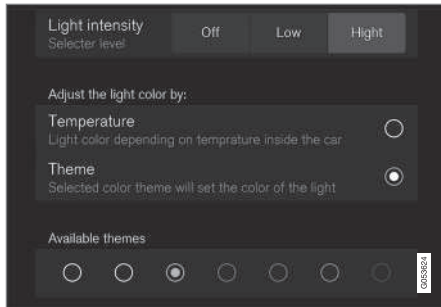 Light intensity
Selecter level
Off Low Hight
Adjust the light color by:
Temperature
Light color depending on temprature inside the car
Theme
Selected color theme will set the color of the light
Available themes
G053624